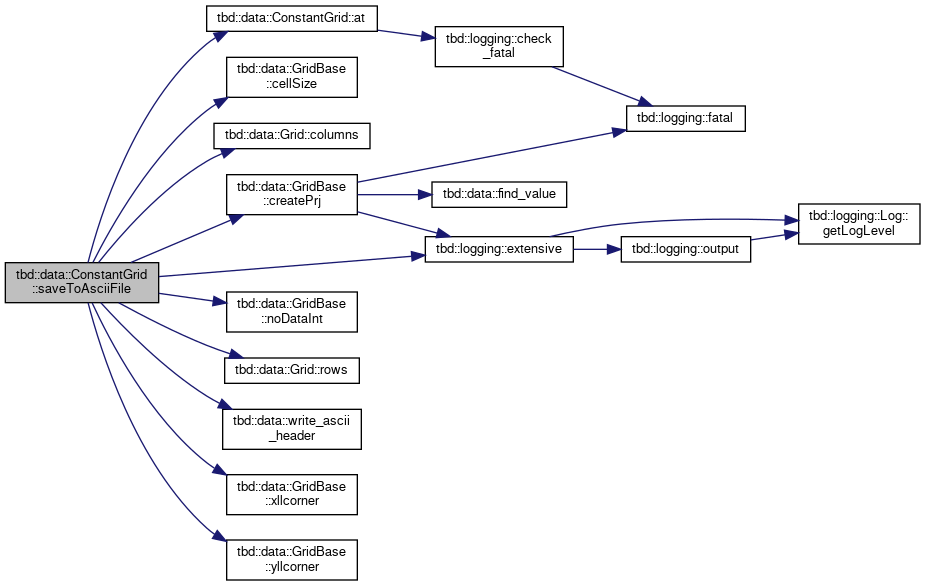 tbd::data::ConstantGrid::at
tbd::logging::check
_fatal
tbd::data::GridBase
::cellSize
tbd::logging::fatal
tbd::data::Grid::columns
tbd::data::GridBase
::createPrj
tbd::data::find_value
tbd::logging::Log::
getLogLevel
tbd::logging::extensive
tbd::logging::output
tbd::data::ConstantGrid
::saveToAsciiFile
tbd::data::GridBase
::noDataInt
tbd::data::Grid::rows
tbd::data::write_ascii
_header
tbd::data::GridBase
::xllcorner
tbd::data::GridBase
::yllcorner